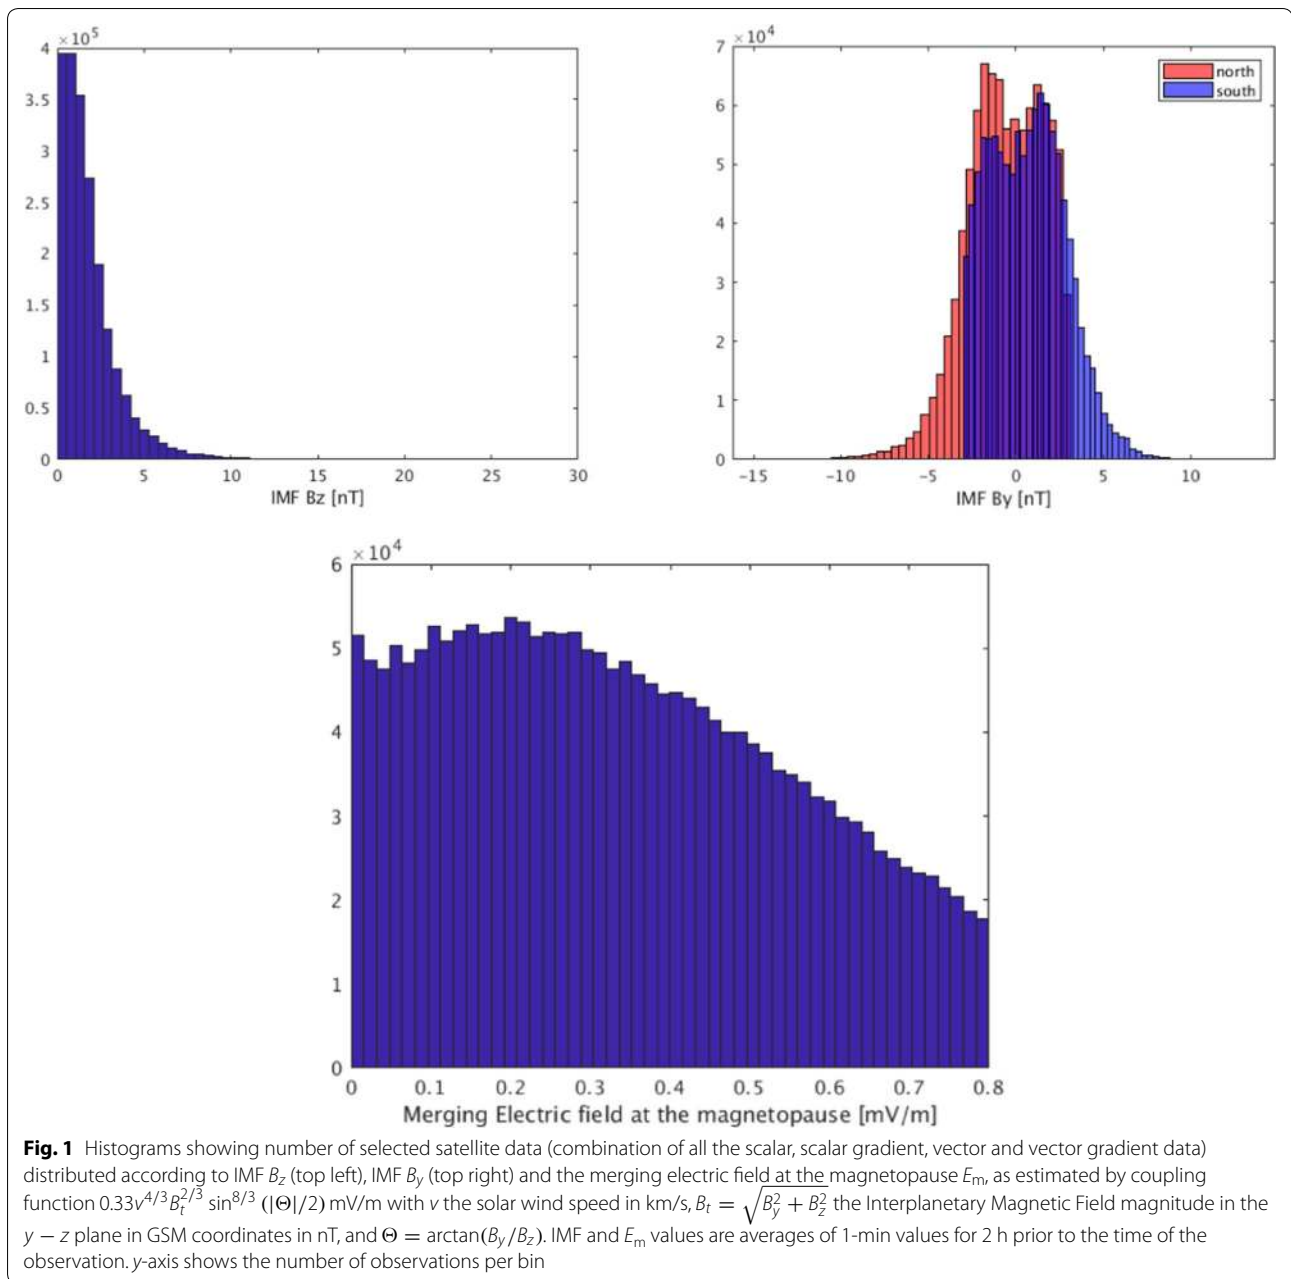 ×10⁵
4
3.5
3
2.5
2
1.5
1
0.5
0
0 5 10 15 20 25 30
IMF Bz [nT]
×10⁴
7
6
5
4
3
2
1
0
north
south
−15 −10 −5 0 5 10
IMF By [nT]
×10⁴
6
5
4
3
2
1
0
0 0.1 0.2 0.3 0.4 0.5 0.6 0.7 0.8
Merging Electric field at the magnetopause [mV/m]
Fig. 1 Histograms showing number of selected satellite data (combination of all the scalar, scalar gradient, vector and vector gradient data)
distributed according to IMF B_z (top left), IMF B_y (top right) and the merging electric field at the magnetopause E_m, as estimated by coupling
function 0.33v^{4/3}B_t^{2/3} sin^{8/3} (|Θ|/2) mV/m with v the solar wind speed in km/s, B_t = √(B_y^2 + B_z^2) the Interplanetary Magnetic Field magnitude in the
y − z plane in GSM coordinates in nT, and Θ = arctan(B_y/B_z). IMF and E_m values are averages of 1-min values for 2 h prior to the time of the
observation. y-axis shows the number of observations per bin